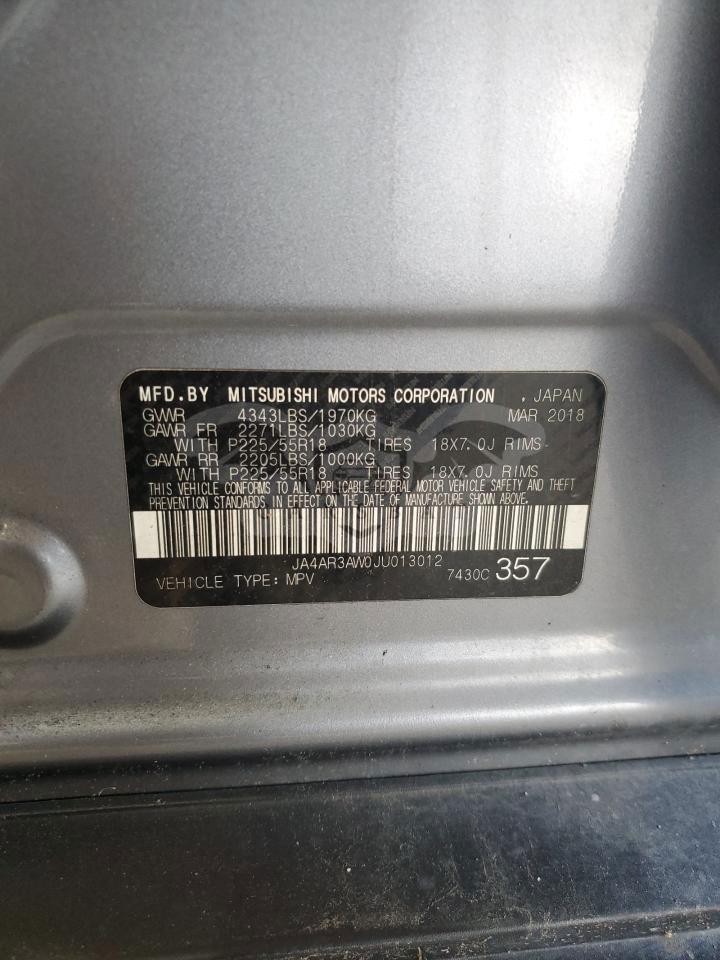 MFD.BY MITSUBISHI MOTORS CORPORATION , JAPAN
GVWR 4343LBS/1970KG MAR 2018
GAWR FR 2271LBS/1030KG
WITH P225/55R18 TIRES 18X7.0J RIMS
GAWR RR 2205LBS/1000KG
WITH P225/55R18 TIRES 18X7.0J RIMS
THIS VEHICLE CONFORMS TO ALL APPLICABLE FEDERAL MOTOR VEHICLE SAFETY AND THEFT
PREVENTION STANDARDS, IN EFFECT ON THE DATE OF MANUFACTURE SHOWN ABOVE.
JA4AR3AW0JU013012
VEHICLE TYPE: MPV 7430C 357